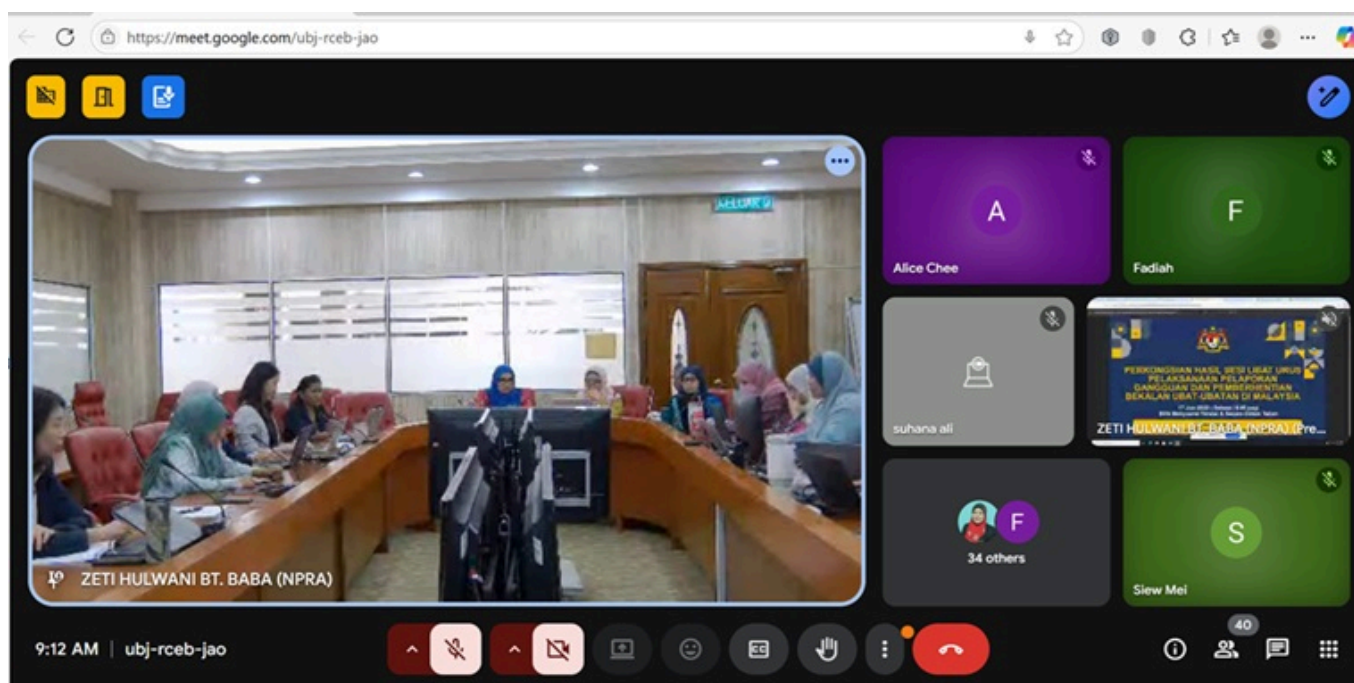 https://meet.google.com/ubj-rceb-jao
KELUAR
A
Alice Chee
F
Fadiah
suhana ali
PERKONGSIAN HASIL SESI LIBAT URUS
PELAKSANAAN PELAPORAN
GANGGUAN DAN PEMBERHENTIAN
BEKALAN UBAT-UBATAN DI MALAYSIA
ZETI HULWANI BT. BABA (NPRA) (Pre...
F
34 others
S
Siew Mei
ZETI HULWANI BT. BABA (NPRA)
9:12 AM | ubj-rceb-jao
CC
40